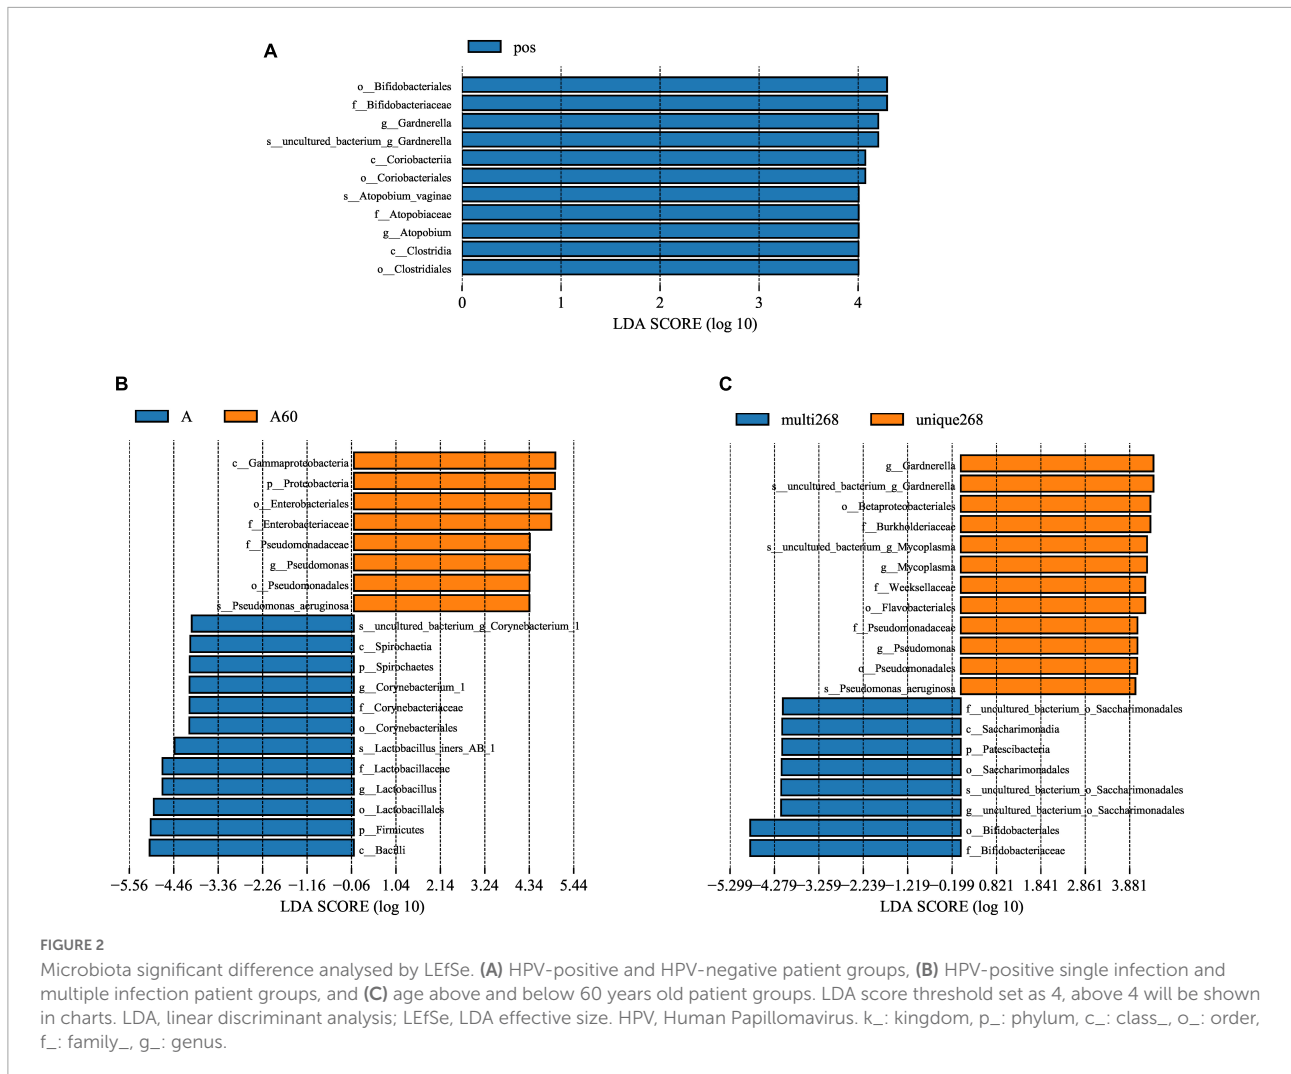 A
pos
o__Bifidobacteriales
f__Bifidobacteriaceae
g__Gardnerella
s__uncultured_bacterium_g_Gardnerella
c__Coriobacteriia
o__Coriobacteriales
s__Atopobium_vaginae
f__Atopobiaceae
g__Atopobium
c__Clostridia
o__Clostridiales
0 1 2 3 4
LDA SCORE (log 10)
B
A A60
c__Gammaproteobacteria
p__Proteobacteria
o__Enterobacteriales
f__Enterobacteriaceae
f__Pseudomonadaceae
g__Pseudomonas
o__Pseudomonadales
s__Pseudomonas_aeruginosa
s__uncultured_bacterium_g_Corynebacterium_1
c__Spirochaetia
p__Spirochaetes
g__Corynebacterium_1
f__Corynebacteriaceae
o__Corynebacteriales
s__Lactobacillus_iners_AB_1
f__Lactobacillaceae
g__Lactobacillus
o__Lactobacillales
p__Firmicutes
c__Bacilli
−5.56 −4.46 −3.36 −2.26 −1.16 −0.06 1.04 2.14 3.24 4.34 5.44
LDA SCORE (log 10)
C
multi268 unique268
g__Gardnerella
s__uncultured_bacterium_g_Gardnerella
o__Betaproteobacteriales
f__Burkholderiaceae
s__uncultured_bacterium_g_Mycoplasma
g__Mycoplasma
f__Weeksellaceae
o__Flavobacteriales
f__Pseudomonadaceae
g__Pseudomonas
o__Pseudomonadales
s__Pseudomonas_aeruginosa
f__uncultured_bacterium_o_Saccharimonadales
c__Saccharimonadia
p__Patescibacteria
o__Saccharimonadales
s__uncultured_bacterium_o_Saccharimonadales
g__uncultured_bacterium_o_Saccharimonadales
o__Bifidobacteriales
f__Bifidobacteriaceae
−5.299 −4.279 −3.259 −2.239 −1.219 −0.199 0.821 1.841 2.861 3.881
LDA SCORE (log 10)
FIGURE 2
Microbiota significant difference analysed by LEfSe. (A) HPV-positive and HPV-negative patient groups, (B) HPV-positive single infection and
multiple infection patient groups, and (C) age above and below 60 years old patient groups. LDA score threshold set as 4, above 4 will be shown
in charts. LDA, linear discriminant analysis; LEfSe, LDA effective size. HPV, Human Papillomavirus. k_: kingdom, p_: phylum, c_: class_, o_: order,
f_: family_, g_: genus.